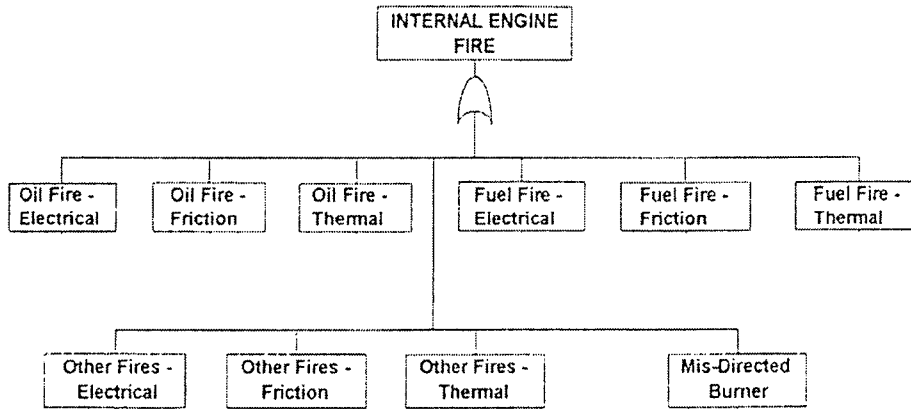 INTERNAL ENGINE
FIRE
Oil Fire -
Electrical
Oil Fire -
Friction
Oil Fire -
Thermal
Fuel Fire -
Electrical
Fuel Fire -
Friction
Fuel Fire -
Thermal
Other Fires -
Electrical
Other Fires -
Friction
Other Fires -
Thermal
Mis-Directed
Burner